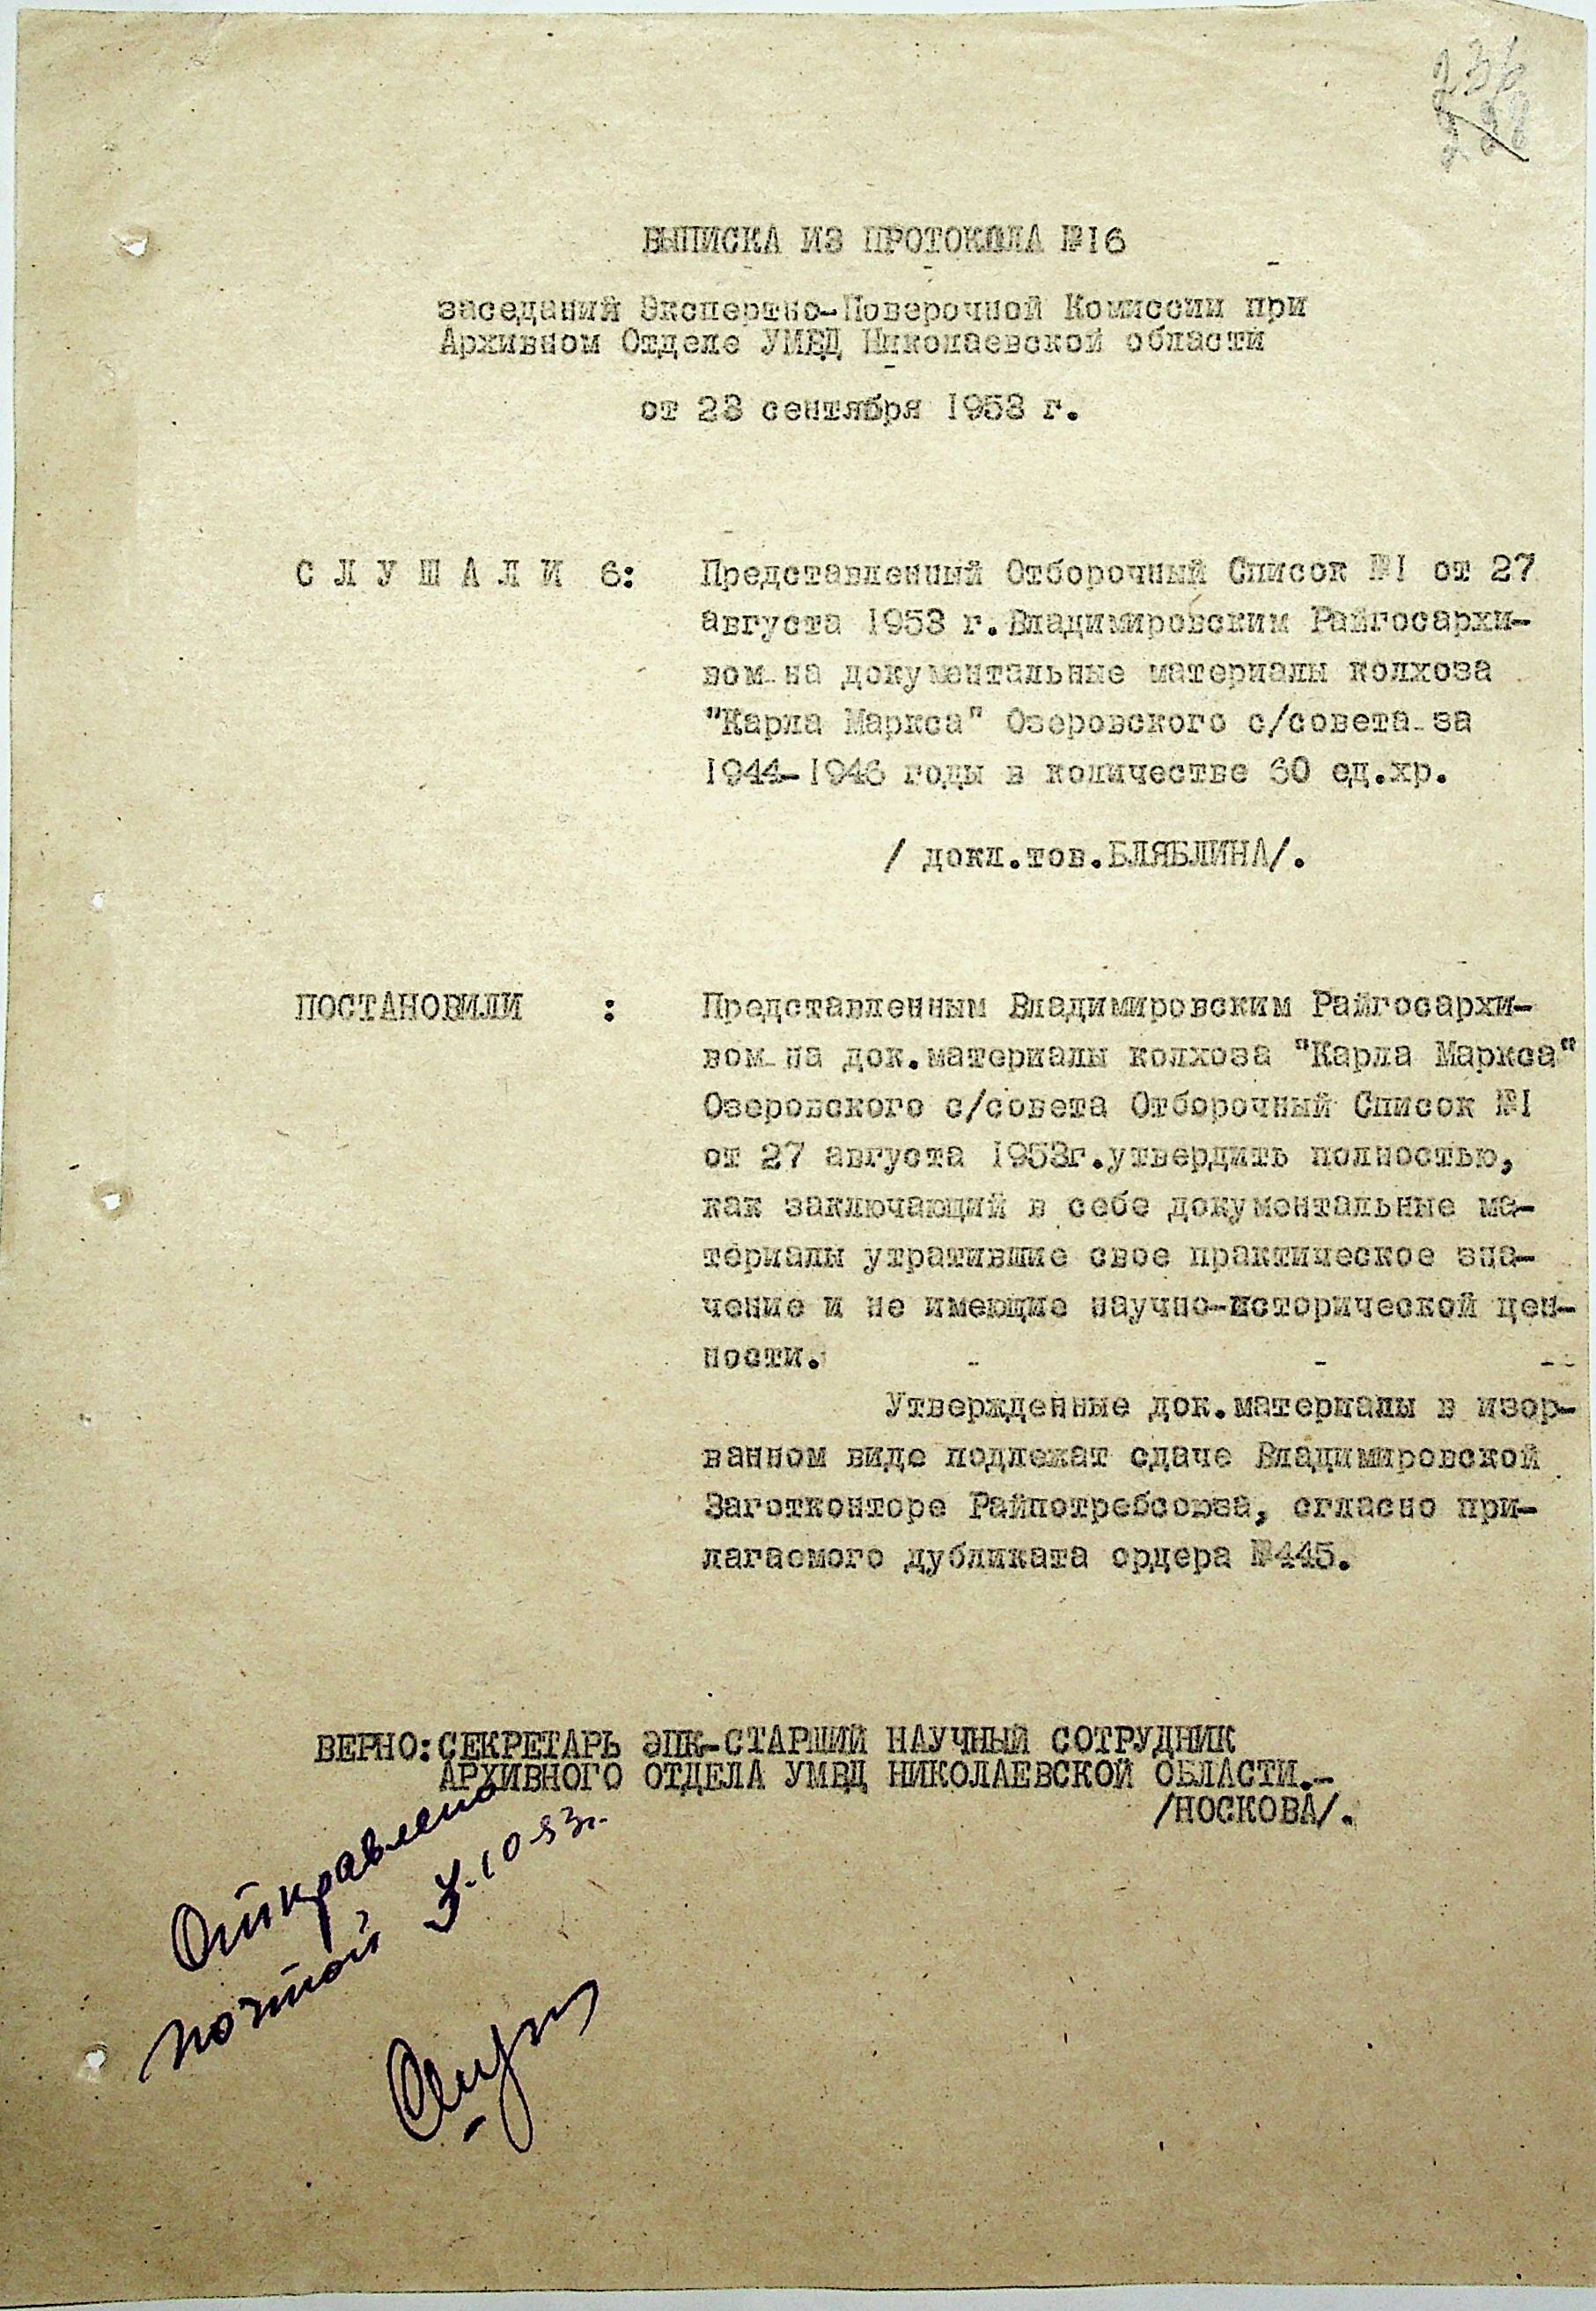 236
ВЫПИСКА ИЗ ПРОТОКОЛА №16
заседаний Экспертно-Поверочной Комиссии при
Архивном Отделе УМВД Николаевской области
от 23 сентября 1953 г.
С Л У Ш А Л И 6: Представленный Отборочный Список №1 от 27
августа 1953 г.Владимировским Райгосархи-
вом на документальные материалы колхоза
"Карла Маркса" Озеровского с/совета за
1944-1946 годы в количестве 60 ед.хр.
/ докл.тов.БЛЯБЛИНА/.
ПОСТАНОВИЛИ : Представленным Владимировским Райгосархи-
вом на док.материалы колхоза "Карла Маркса"
Озеровского с/совета Отборочный Список №1
от 27 августа 1953г.утвердить полностью,
как заключающий в себе документальные ма-
териалы утратившие свое практическое зна-
чение и не имеющие научно-исторической цен-
ности.
Утвержденные док.материалы в изор-
ванном виде подлежат сдаче Владимировской
Заготконторе Райпотребсоюза, сгласно при-
лагаемого дубликата ордера №445.
ВЕРНО:СЕКРЕТАРЬ ЭПК-СТАРШИЙ НАУЧНЫЙ СОТРУДНИК
АРХИВНОГО ОТДЕЛА УМВД НИКОЛАЕВСКОЙ ОБЛАСТИ.-
/НОСКОВА/.
Отправлено
почтой 3.10-53г.